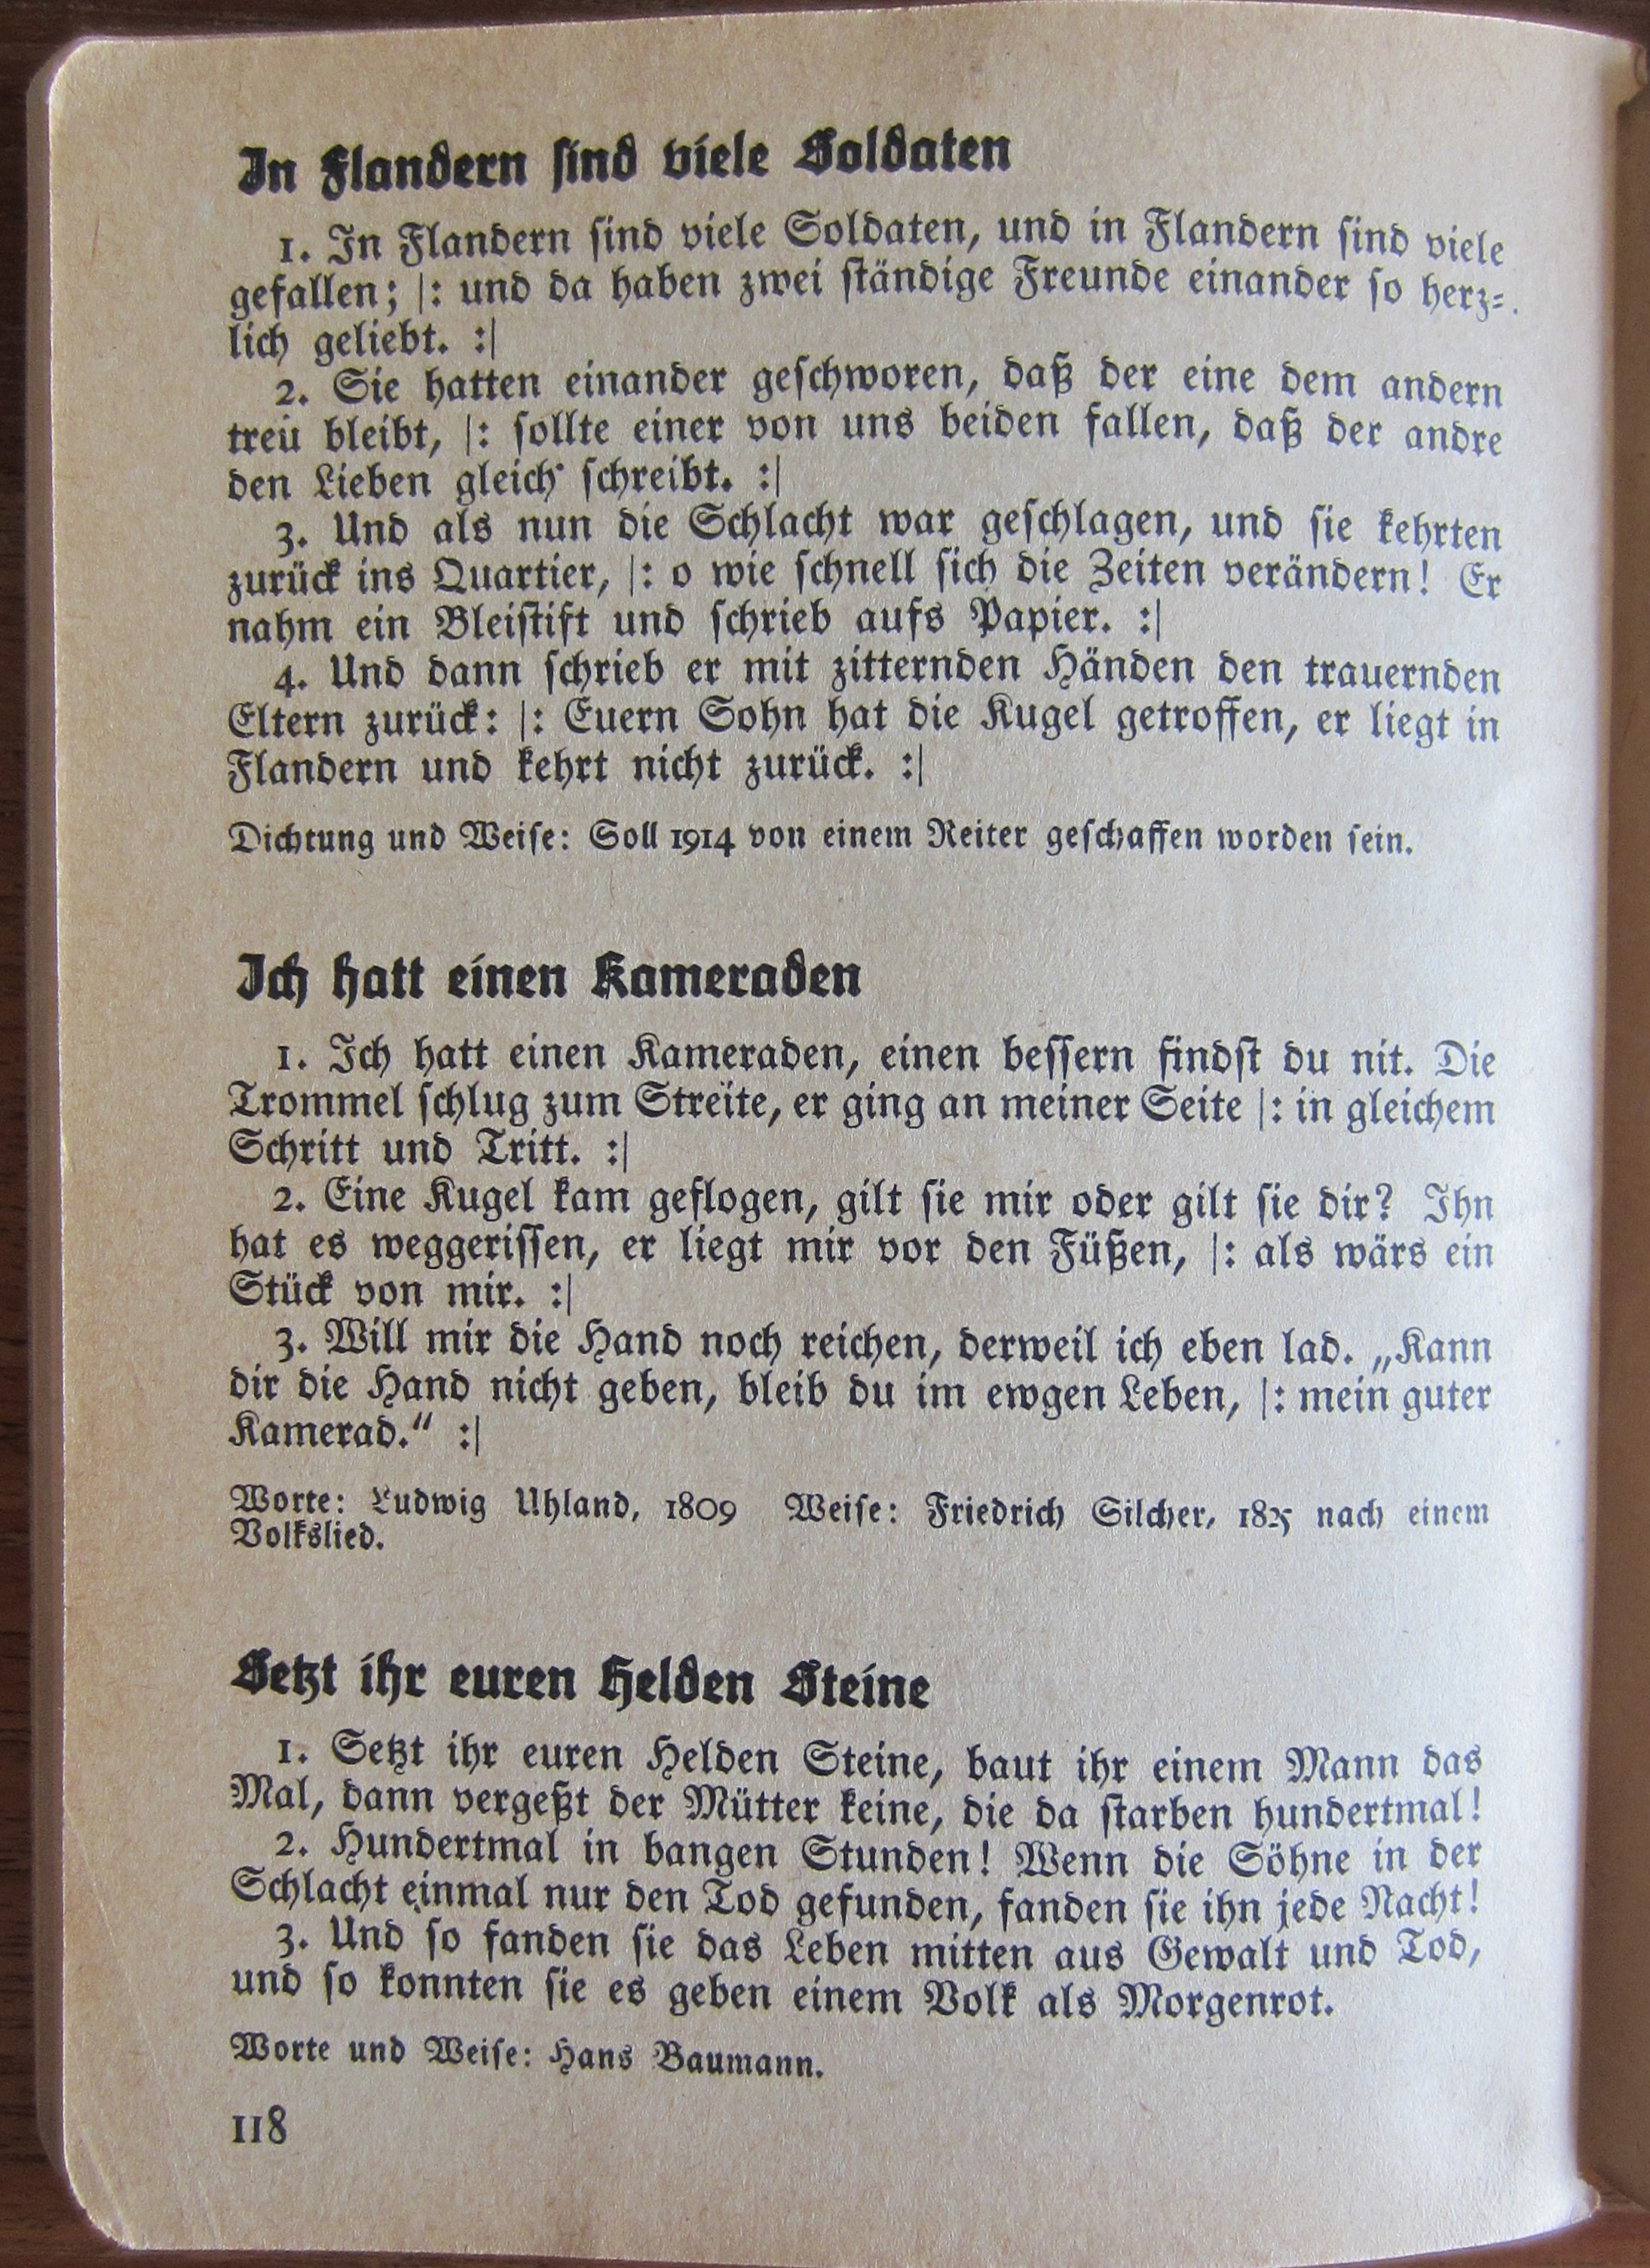 In Flandern sind viele Soldaten
1. In Flandern sind viele Soldaten, und in Flandern sind viele
gefallen; |: und da haben zwei ständige Freunde einander so herz-
lich geliebt. :|
2. Sie hatten einander geschworen, daß der eine dem andern
treu bleibt, |: sollte einer von uns beiden fallen, daß der andre
den Lieben gleich schreibt. :|
3. Und als nun die Schlacht war geschlagen, und sie kehrten
zurück ins Quartier, |: o wie schnell sich die Zeiten verändern! Er
nahm ein Bleistift und schrieb aufs Papier. :|
4. Und dann schrieb er mit zitternden Händen den trauernden
Eltern zurück: |: Euern Sohn hat die Kugel getroffen, er liegt in
Flandern und kehrt nicht zurück. :|
Dichtung und Weise: Soll 1914 von einem Reiter geschaffen worden sein.
Ich hatt einen Kameraden
1. Ich hatt einen Kameraden, einen bessern findst du nit. Die
Trommel schlug zum Streite, er ging an meiner Seite |: in gleichem
Schritt und Tritt. :|
2. Eine Kugel kam geflogen, gilt sie mir oder gilt sie dir? Ihn
hat es weggerissen, er liegt mir vor den Füßen, |: als wärs ein
Stück von mir. :|
3. Will mir die Hand noch reichen, derweil ich eben lad. „Kann
dir die Hand nicht geben, bleib du im ewgen Leben, |: mein guter
Kamerad.“ :|
Worte: Ludwig Uhland, 1809 Weise: Friedrich Silcher, 1825 nach einem
Volkslied.
Setzt ihr euren Helden Steine
1. Setzt ihr euren Helden Steine, baut ihr einem Mann das
Mal, dann vergeßt der Mütter keine, die da starben hundertmal!
2. Hundertmal in bangen Stunden! Wenn die Söhne in der
Schlacht einmal nur den Tod gefunden, fanden sie ihn jede Nacht!
3. Und so fanden sie das Leben mitten aus Gewalt und Tod,
und so konnten sie es geben einem Volk als Morgenrot.
Worte und Weise: Hans Baumann.
118